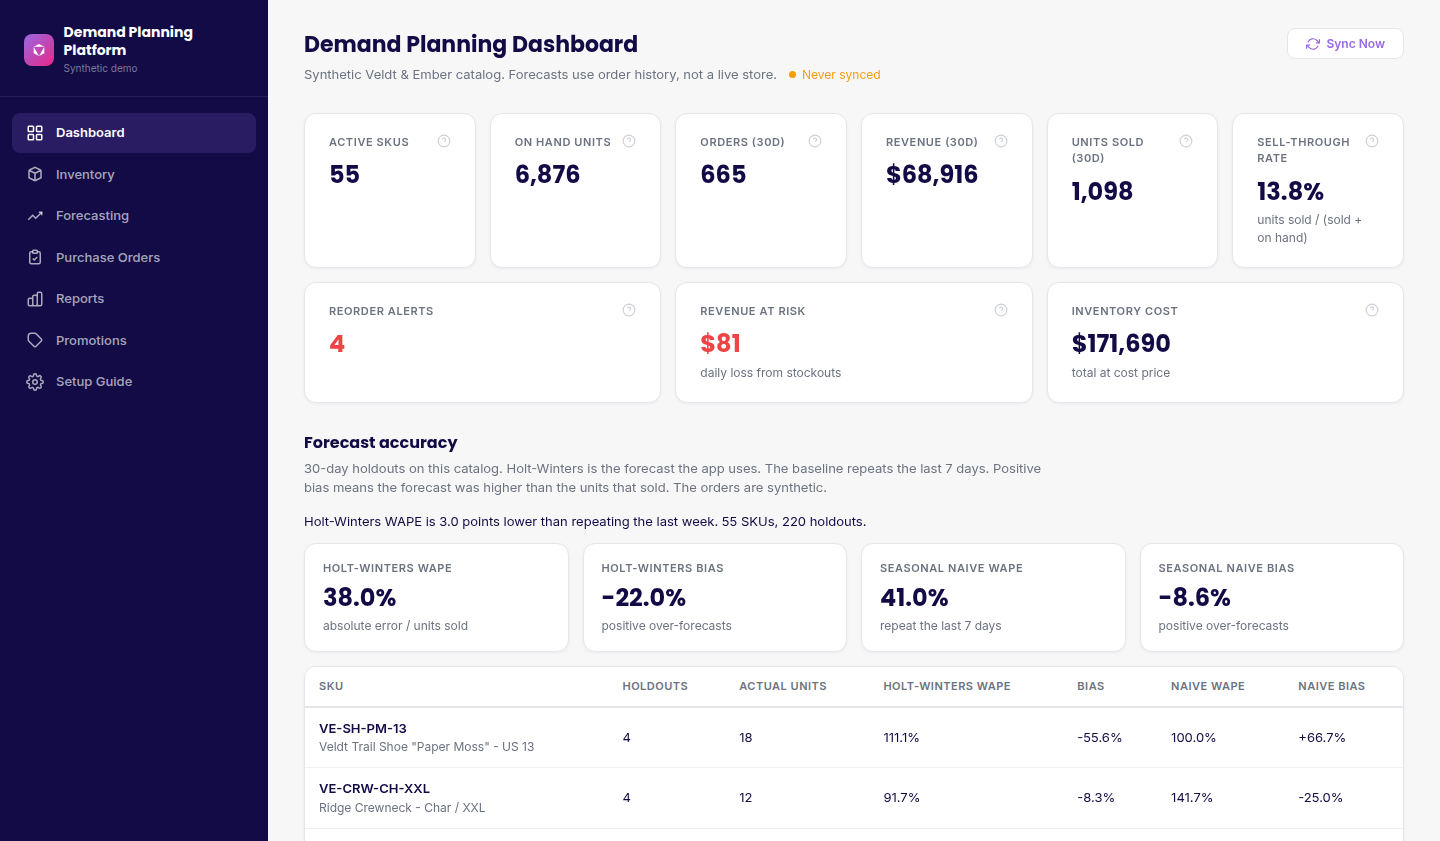 Demand Planning
Platform
Synthetic demo
Dashboard
Inventory
Forecasting
Purchase Orders
Reports
Promotions
Setup Guide
Demand Planning Dashboard
Sync Now
Synthetic Veldt & Ember catalog. Forecasts use order history, not a live store. Never synced
ACTIVE SKUS
55
ON HAND UNITS
6,876
ORDERS (30D)
665
REVENUE (30D)
$68,916
UNITS SOLD
(30D)
1,098
SELL-THROUGH
RATE
13.8%
units sold / (sold +
on hand)
REORDER ALERTS
4
REVENUE AT RISK
$81
daily loss from stockouts
INVENTORY COST
$171,690
total at cost price
Forecast accuracy
30-day holdouts on this catalog. Holt-Winters is the forecast the app uses. The baseline repeats the last 7 days. Positive
bias means the forecast was higher than the units that sold. The orders are synthetic.
Holt-Winters WAPE is 3.0 points lower than repeating the last week. 55 SKUs, 220 holdouts.
HOLT-WINTERS WAPE
38.0%
absolute error / units sold
HOLT-WINTERS BIAS
-22.0%
positive over-forecasts
SEASONAL NAIVE WAPE
41.0%
repeat the last 7 days
SEASONAL NAIVE BIAS
-8.6%
positive over-forecasts
SKU HOLDOUTS ACTUAL UNITS HOLT-WINTERS WAPE BIAS NAIVE WAPE NAIVE BIAS
VE-SH-PM-13
Veldt Trail Shoe "Paper Moss" - US 13
4 18 111.1% -55.6% 100.0% +66.7%
VE-CRW-CH-XXL
Ridge Crewneck - Char / XXL
4 12 91.7% -8.3% 141.7% -25.0%